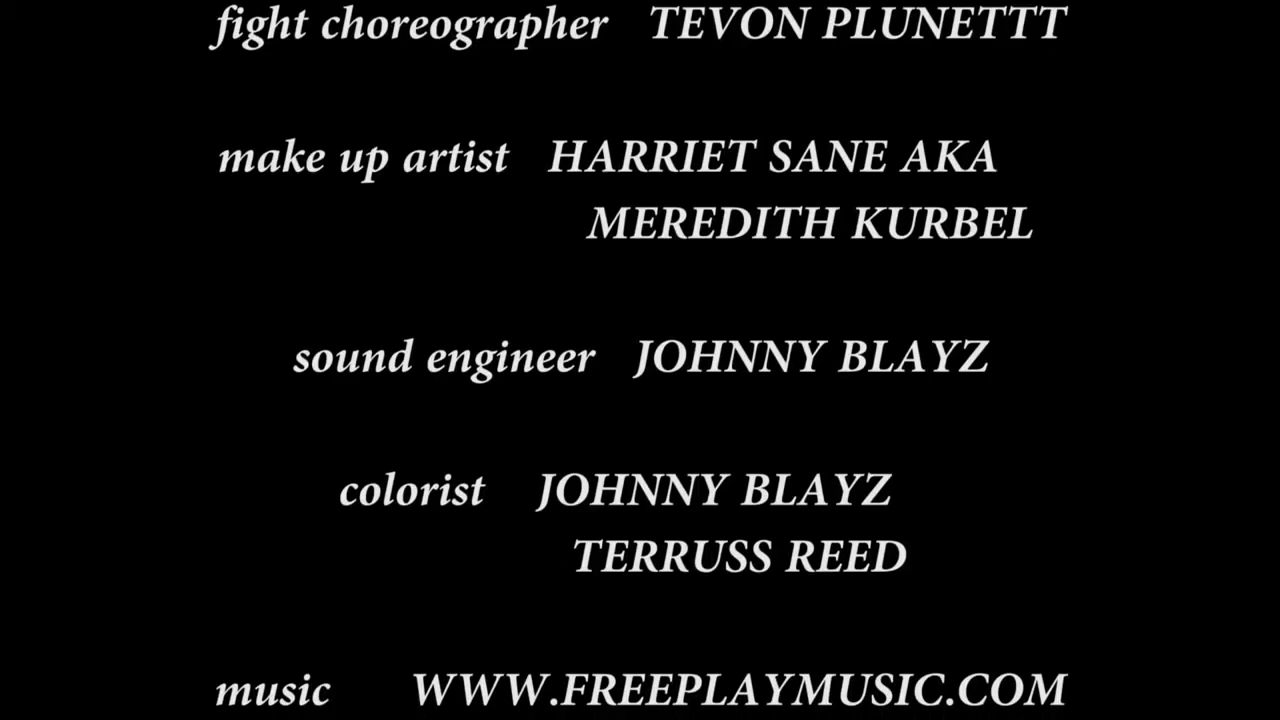 fight choreographer TEVON PLUNETTT
make up artist HARRIET SANE AKA
MEREDITH KURBEL
sound engineer JOHNNY BLAYZ
colorist JOHNNY BLAYZ
TERRUSS REED
music WWW.FREEPLAYMUSIC.COM